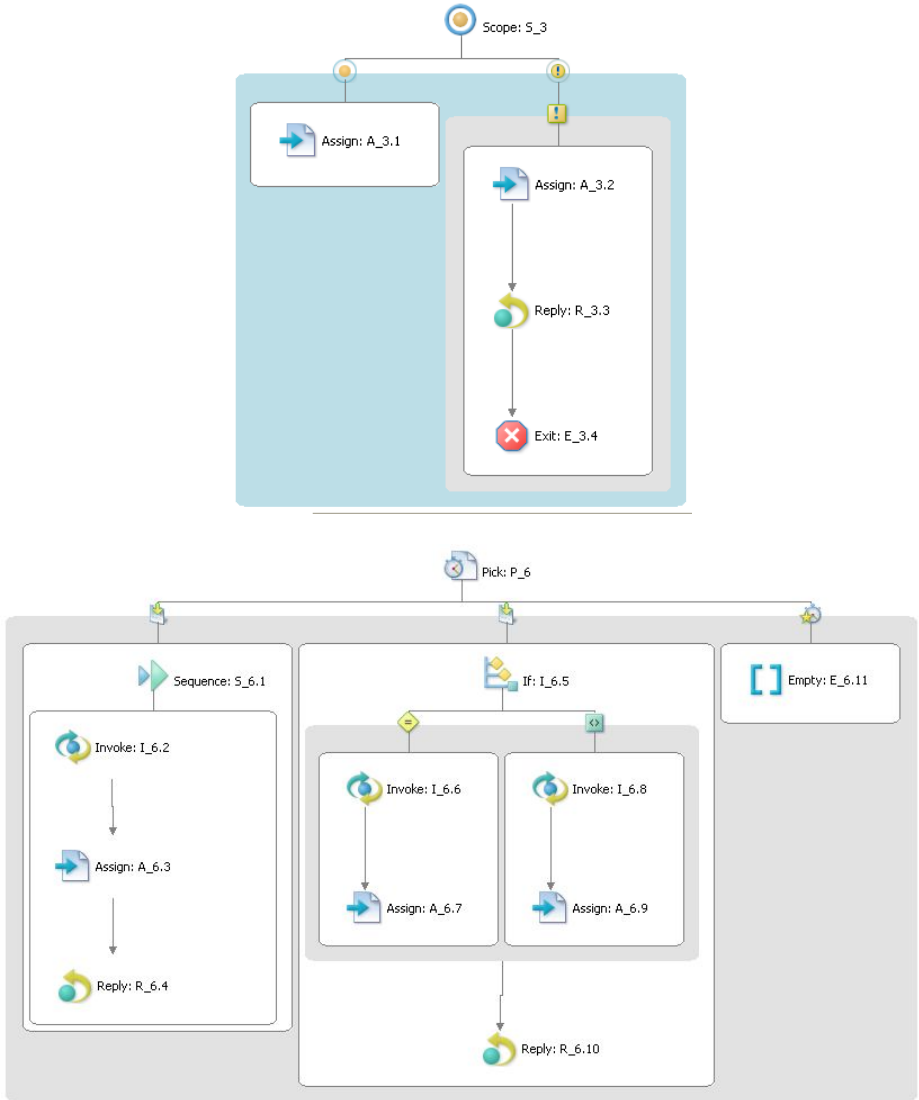 Scope: S_3
Assign: A_3.1
Assign: A_3.2
Reply: R_3.3
Exit: E_3.4
Pick: P_6
Sequence: S_6.1
If: I_6.5
Empty: E_6.11
Invoke: I_6.2
Invoke: I_6.6
Invoke: I_6.8
Assign: A_6.3
Assign: A_6.7
Assign: A_6.9
Reply: R_6.4
Reply: R_6.10